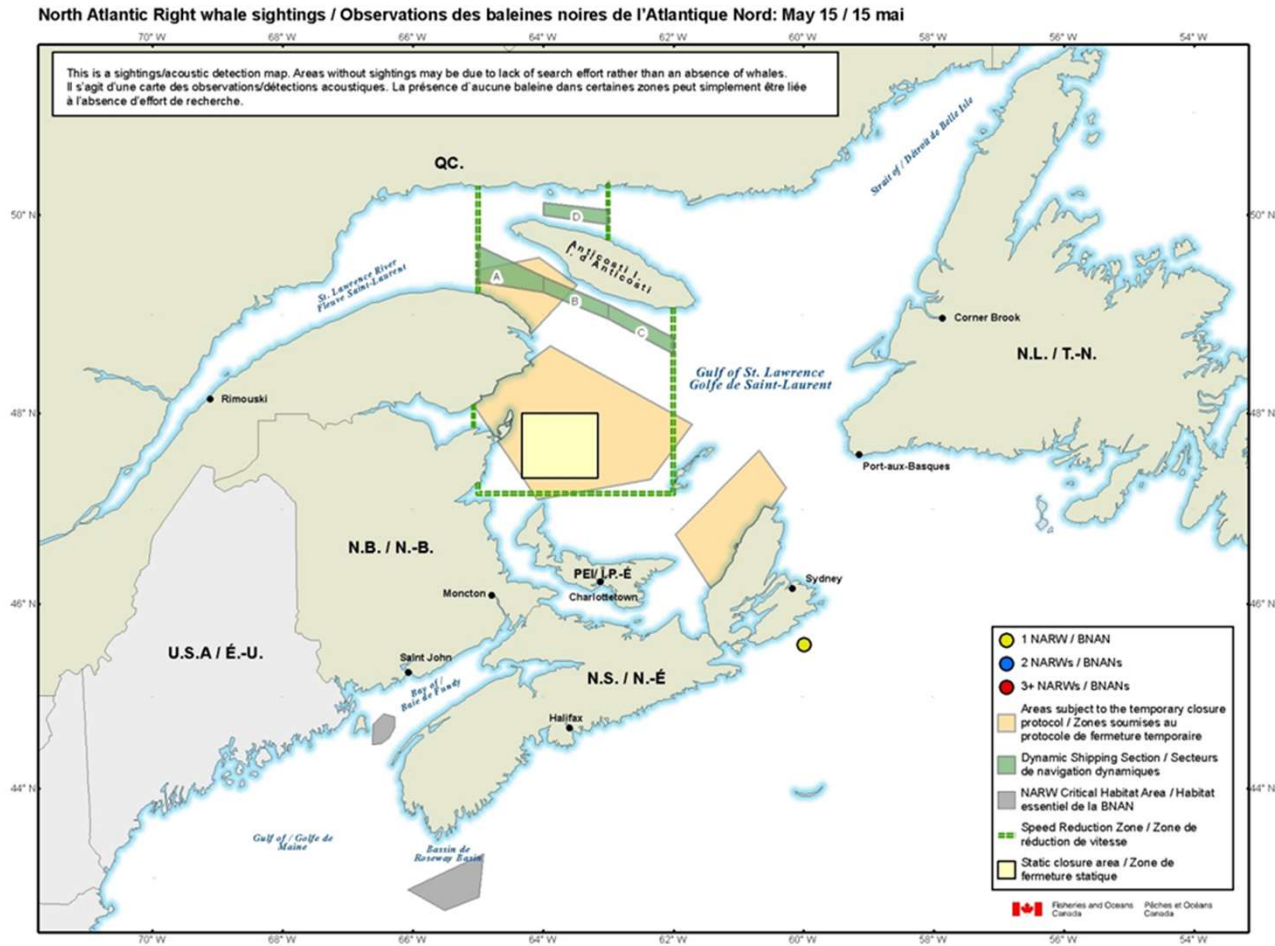 North Atlantic Right whale sightings / Observations des baleines noires de l'Atlantique Nord: May 15 / 15 mai
70° W
68° W
66° W
64° W
62° W
60° W
58° W
56° W
54° W
This is a sightings/acoustic detection map. Areas without sightings may be due to lack of search effort rather than an absence of whales.
Il s'agit d'une carte des observations/détections acoustiques. La présence d'aucune baleine dans certaines zones peut simplement être liée
à l'absence d'effort de recherche.
Strait of / Détroit de Belle Isle
QC.
50° N
50° N
D
Anticosti I.
I. d'Anticosti
St. Lawrence River
Fleuve Saint-Laurent
A
B
C
Corner Brook
N.L. / T.-N.
Gulf of St. Lawrence
Golfe de Saint-Laurent
Rimouski
48° N
48° N
Port-aux-Basques
N.B. / N.-B.
PEI/ I.P.-É
Charlottetown
Sydney
Moncton
46° N
46° N
U.S.A / É.-U.
Saint John
Bay of /
Baie de Fundy
N.S. / N.-É
Halifax
44° N
44° N
Gulf of / Golfe de
Maine
Bassin de
Roseway Basin
1 NARW / BNAN
2 NARWs / BNANs
3+ NARWs / BNANs
Areas subject to the temporary closure
protocol / Zones soumises au
protocole de fermeture temporaire
Dynamic Shipping Section / Secteurs
de navigation dynamiques
NARW Critical Habitat Area / Habitat
essentiel de la BNAN
Speed Reduction Zone / Zone de
réduction de vitesse
Static closure area / Zone de
fermeture statique
Fisheries and Oceans Pêches et Océans
Canada Canada
70° W
68° W
66° W
64° W
62° W
60° W
58° W
56° W
54° W